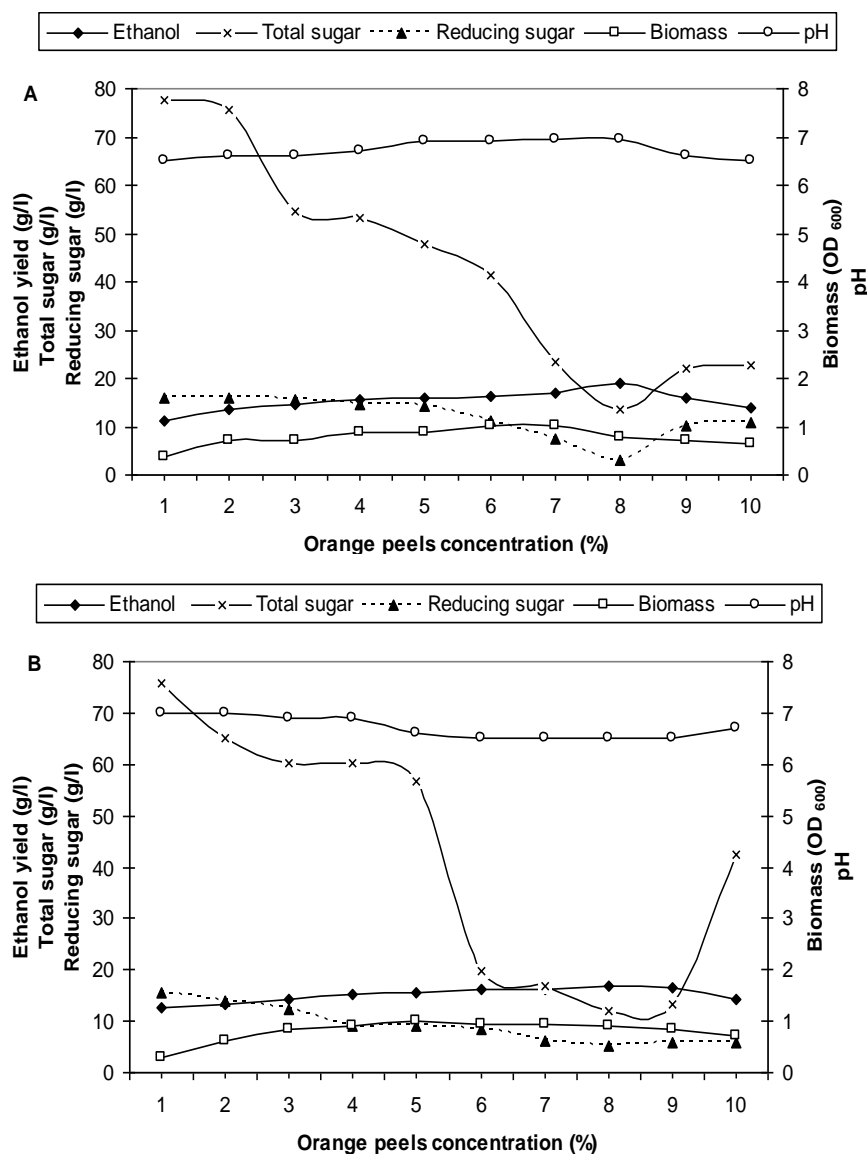 Ethanol Total sugar Reducing sugar Biomass pH
A
80
70
60
50
40
30
20
10
0
Ethanol yield (g/l)
Total sugar (g/l)
Reducing sugar (g/l)
8
7
6
5
4
3
2
1
0
Biomass (OD 600)
pH
1 2 3 4 5 6 7 8 9 10
Orange peels concentration (%)
Ethanol Total sugar Reducing sugar Biomass pH
B
80
70
60
50
40
30
20
10
0
Ethanol yield (g/l)
Total sugar (g/l)
Reducing sugar (g/l)
8
7
6
5
4
3
2
1
0
Biomass (OD 600)
pH
1 2 3 4 5 6 7 8 9 10
Orange peels concentration (%)